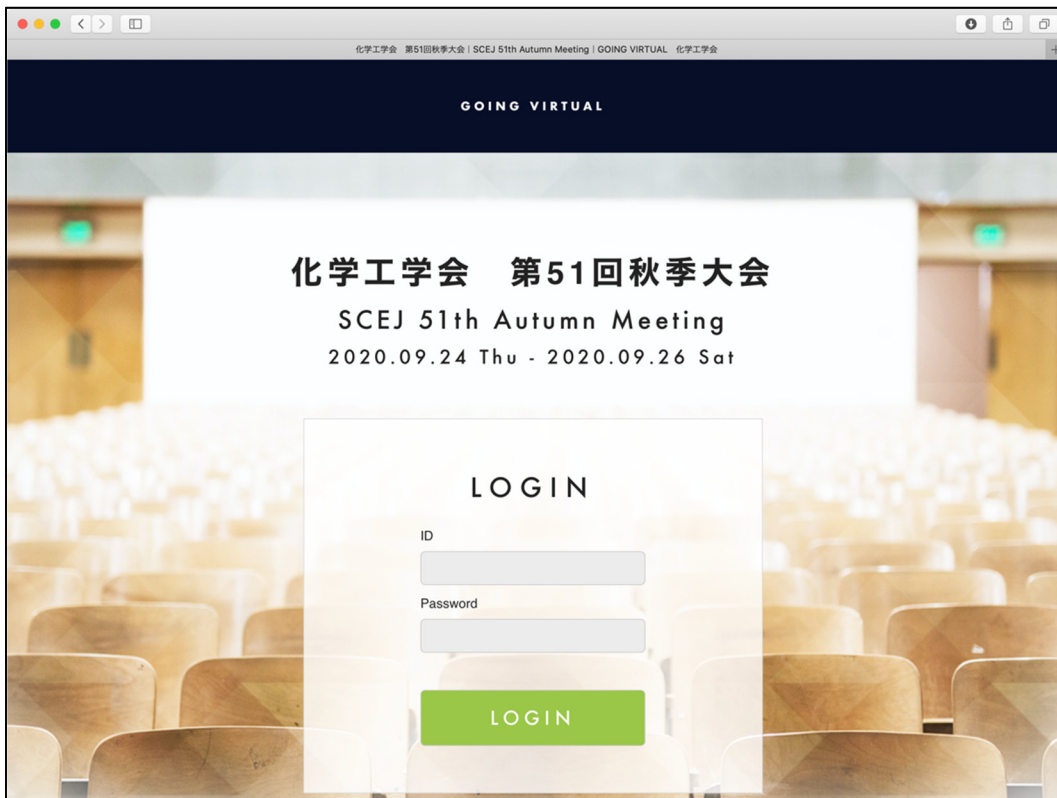 化学工学会　第51回秋季大会｜SCEJ 51th Autumn Meeting｜GOING VIRTUAL　化学工学会
GOING VIRTUAL
化学工学会　第51回秋季大会
SCEJ 51th Autumn Meeting
2020.09.24 Thu - 2020.09.26 Sat
LOGIN
ID
Password
LOGIN